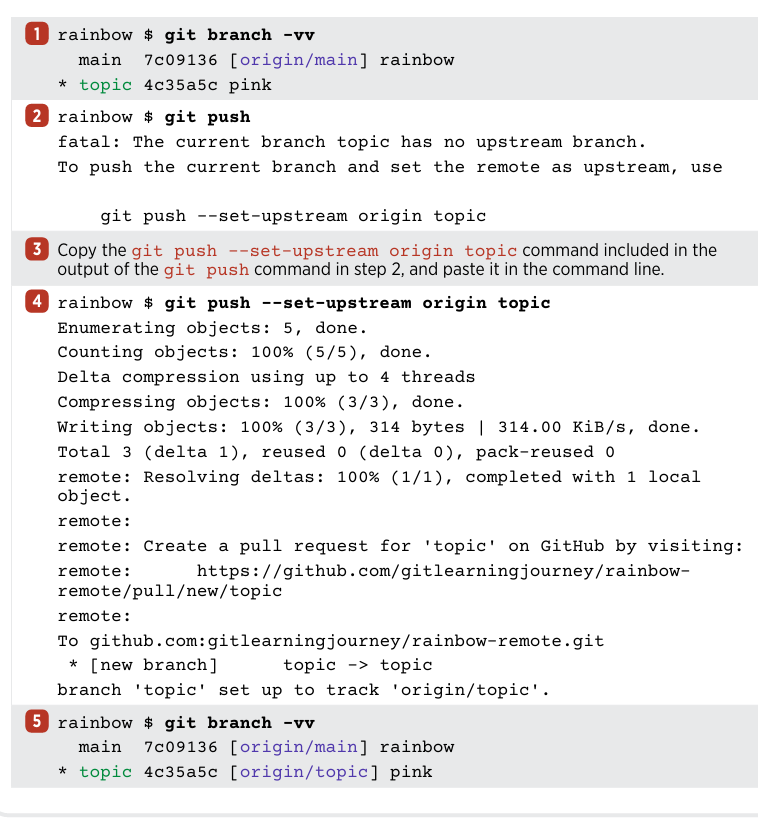 1 rainbow $ git branch -vv
main 7c09136 [origin/main] rainbow
* topic 4c35a5c pink
2 rainbow $ git push
fatal: The current branch topic has no upstream branch.
To push the current branch and set the remote as upstream, use
git push --set-upstream origin topic
3 Copy the git push --set-upstream origin topic command included in the
output of the git push command in step 2, and paste it in the command line.
4 rainbow $ git push --set-upstream origin topic
Enumerating objects: 5, done.
Counting objects: 100% (5/5), done.
Delta compression using up to 4 threads
Compressing objects: 100% (3/3), done.
Writing objects: 100% (3/3), 314 bytes | 314.00 KiB/s, done.
Total 3 (delta 1), reused 0 (delta 0), pack-reused 0
remote: Resolving deltas: 100% (1/1), completed with 1 local
object.
remote:
remote: Create a pull request for 'topic' on GitHub by visiting:
remote: https://github.com/gitlearningjourney/rainbow-
remote/pull/new/topic
remote:
To github.com:gitlearningjourney/rainbow-remote.git
* [new branch] topic -> topic
branch 'topic' set up to track 'origin/topic'.
5 rainbow $ git branch -vv
main 7c09136 [origin/main] rainbow
* topic 4c35a5c [origin/topic] pink